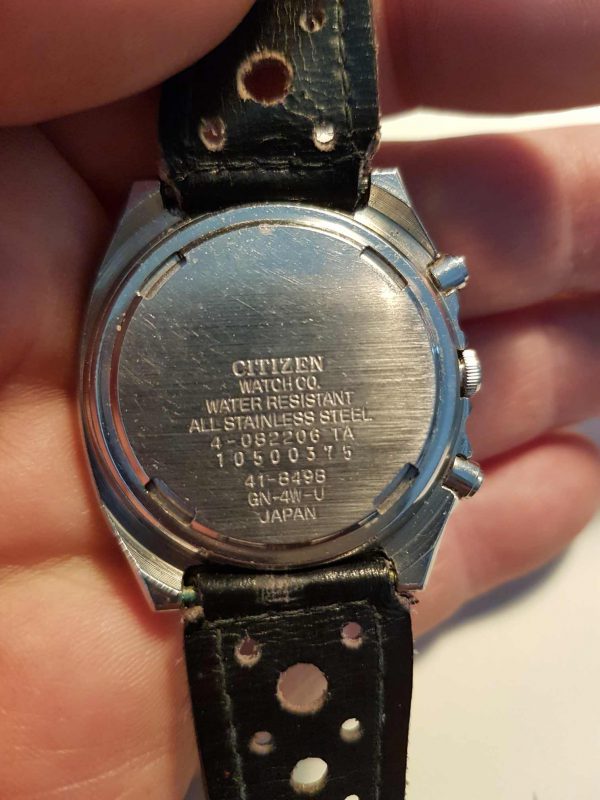 CITIZEN
WATCH CO.
WATER RESISTANT
ALL STAINLESS STEEL
4-082206 TA
10500375
41-8498
GN-4W-U
JAPAN